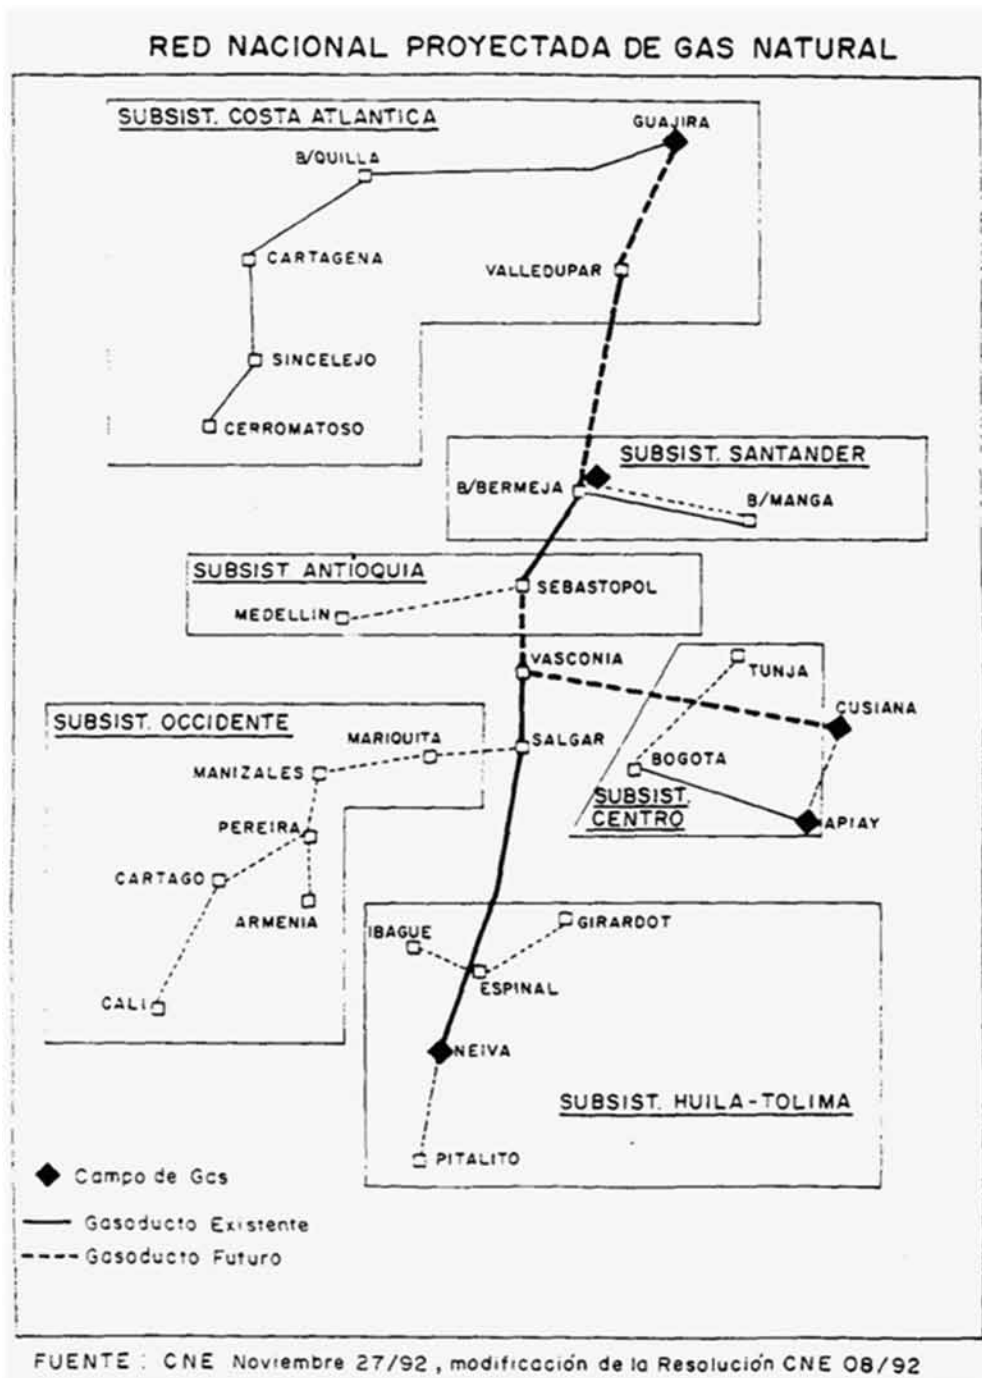 RED NACIONAL PROYECTADA DE GAS NATURAL
SUBSIST. COSTA ATLANTICA
GUAJIRA
B/QUILLA
CARTAGENA
VALLEDUPAR
SINCELEJO
CERROMATOSO
SUBSIST. SANTANDER
B/BERMEJA
B/MANGA
SUBSIST ANTIOQUIA
SEBASTOPOL
MEDELLIN
VASCONIA
TUNJA
CUSIANA
SUBSIST. OCCIDENTE
MARIQUITA
SALGAR
MANIZALES
BOGOTA
SUBSIST.
CENTRO
APIAY
PEREIRA
CARTAGO
ARMENIA
GIRARDOT
IBAGUE
ESPINAL
CALI
NEIVA
SUBSIST. HUILA-TOLIMA
PITALITO
Campo de Gas
Gasoducto Existente
Gasoducto Futuro
FUENTE : CNE Noviembre 27/92, modificación de la Resolución CNE 08/92